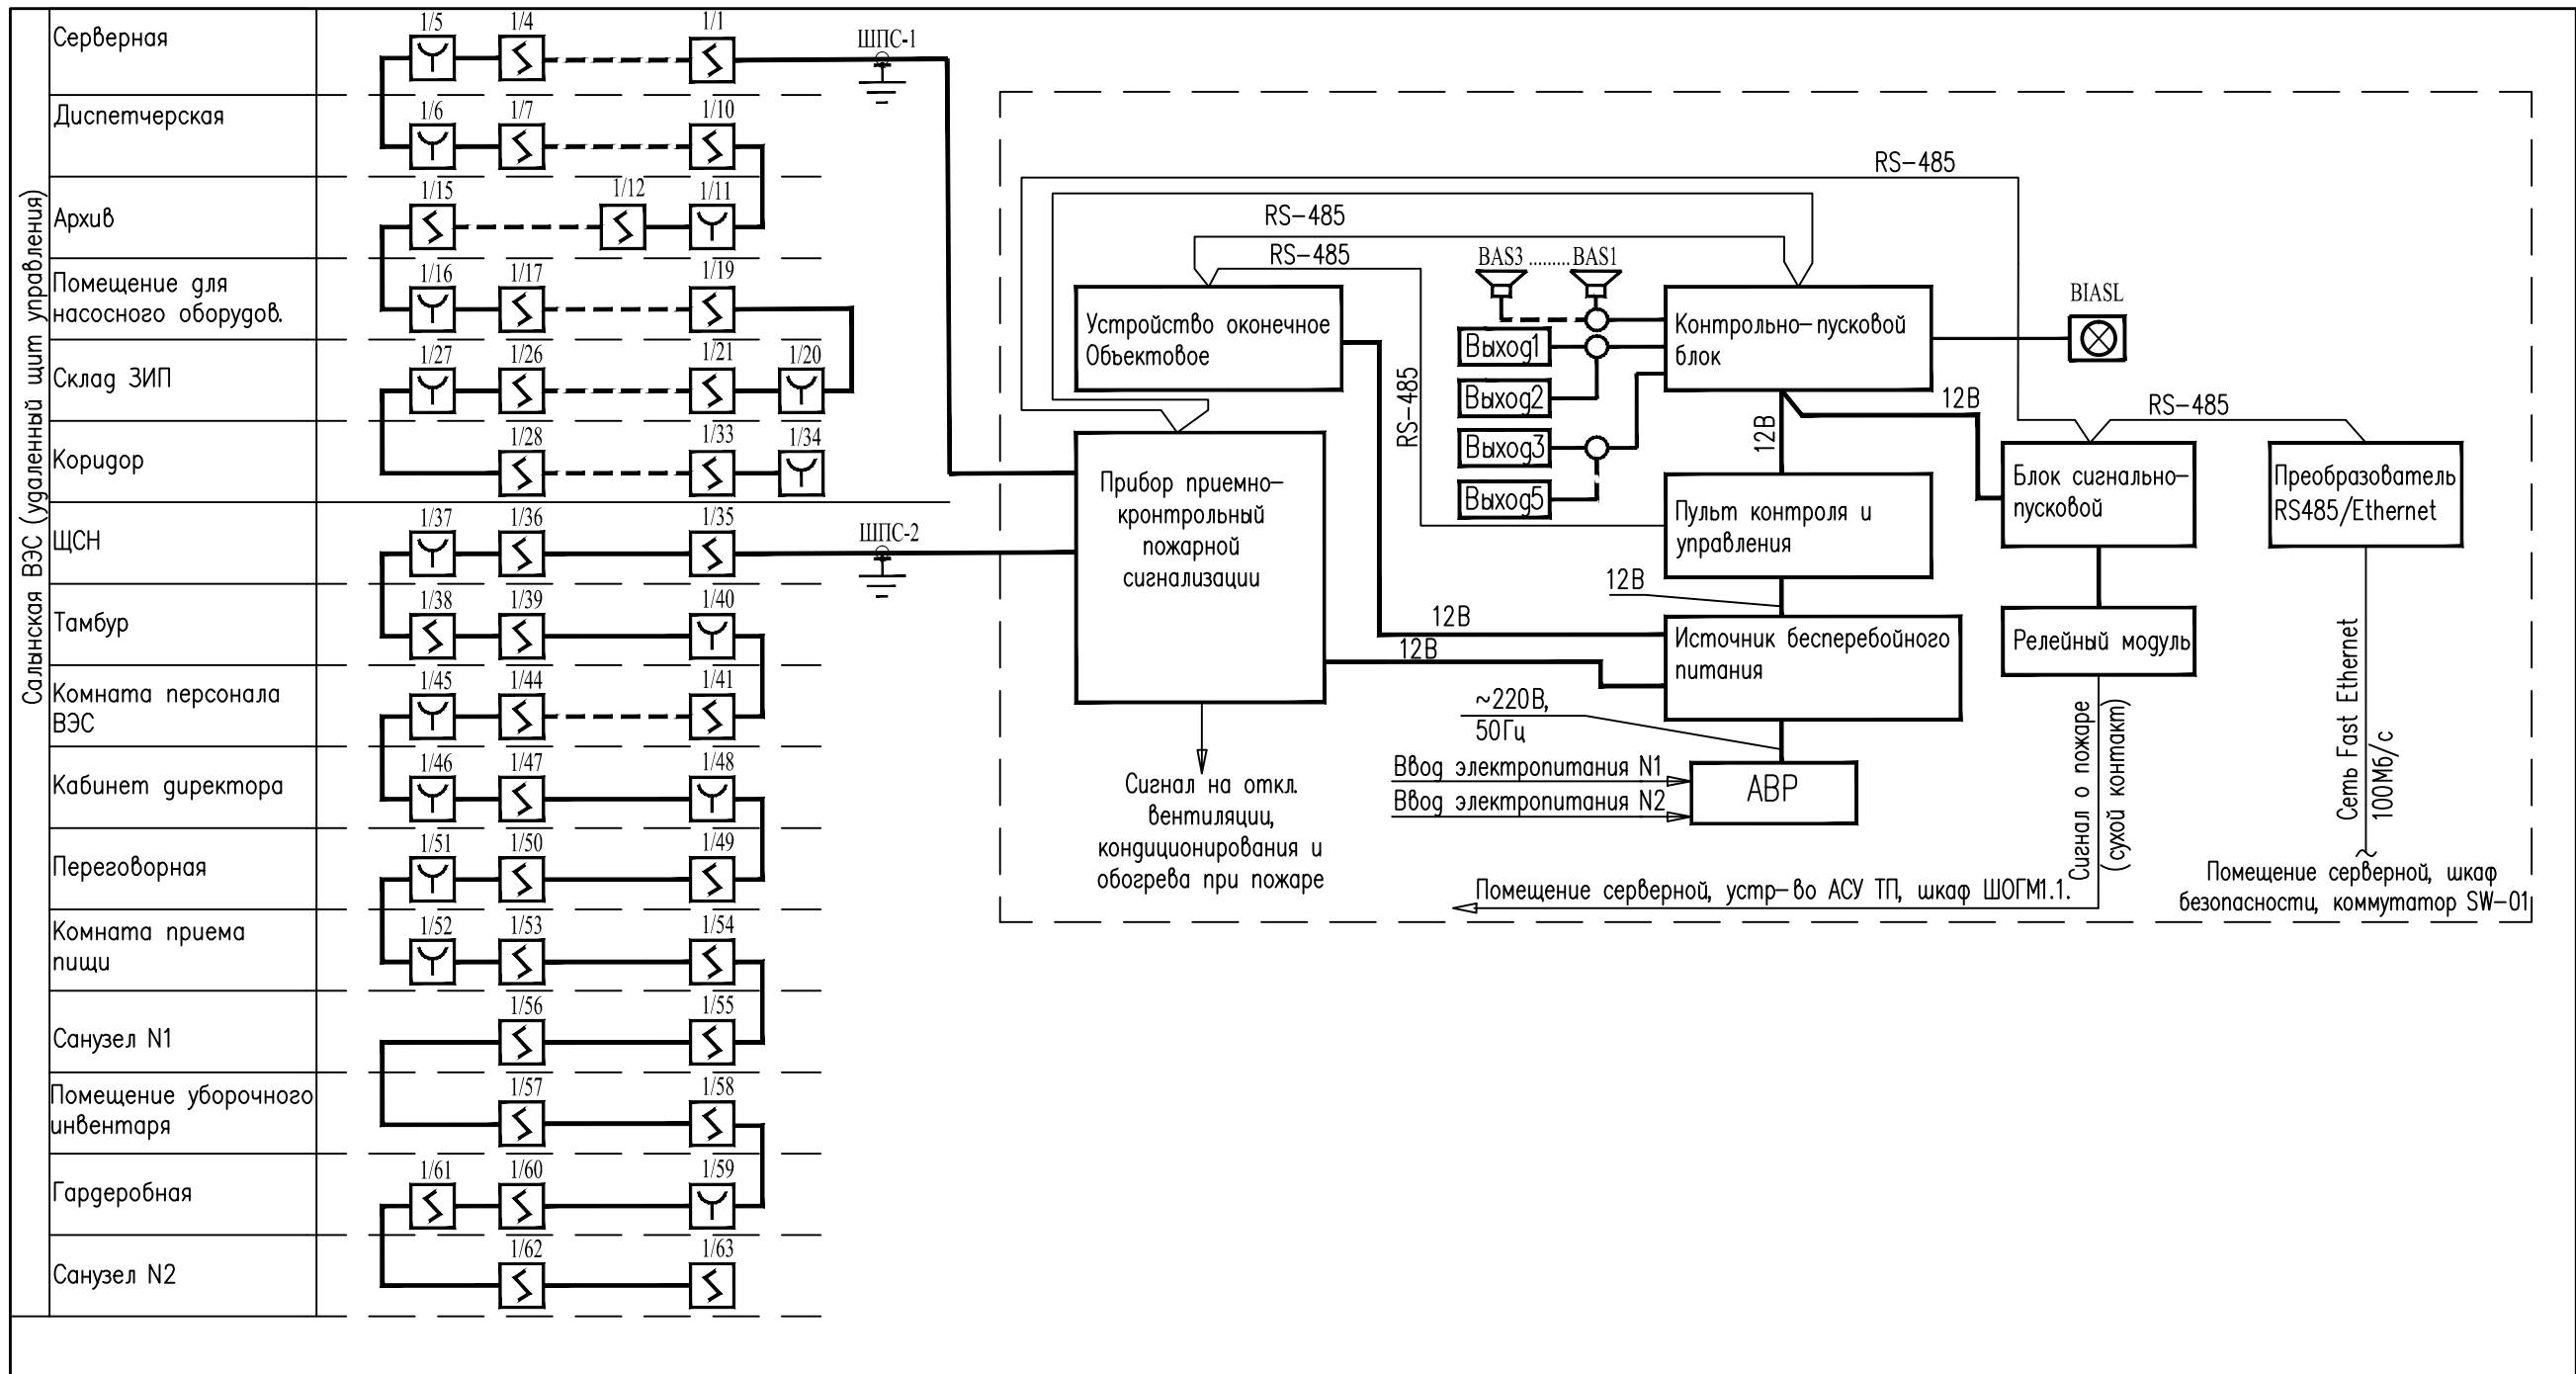 Салынская ВЭС (удаленный щит управления)
Серверная
1/5
1/4
1/1
ШПС-1
Диспетчерская
1/6
1/7
1/10
Архив
1/15
1/12
1/11
Помещение для
насосного оборудов.
1/16
1/17
1/19
Склад ЗИП
1/27
1/26
1/21
1/20
Коридор
1/28
1/33
1/34
ЩСН
1/37
1/36
1/35
ШПС-2
Тамбур
1/38
1/39
1/40
Комната персонала
ВЭС
1/45
1/44
1/41
Кабинет директора
1/46
1/47
1/48
Переговорная
1/51
1/50
1/49
Комната приема
пищи
1/52
1/53
1/54
Санузел N1
1/56
1/55
Помещение уборочного
инвентаря
1/57
1/58
Гардеробная
1/61
1/60
1/59
Санузел N2
1/62
1/63
RS-485
RS-485
RS-485
BAS3 ......... BAS1
BIASL
Устройство оконечное
Объектовое
Контрольно-пусковой
блок
Выход1
Выход2
Выход3
Выход5
RS-485
12В
12В
RS-485
Прибор приемно-
кронтрольный
пожарной
сигнализации
Пульт контроля и
управления
Блок сигнально-
пусковой
Преобразователь
RS485/Ethernet
12В
12В
12В
Источник бесперебойного
питания
Релейный модуль
~220В,
50Гц
Ввод электропитания N1
Ввод электропитания N2
АВР
Сигнал на откл.
вентиляции,
кондиционирования и
обогрева при пожаре
Сигнал о пожаре
(сухой контакт)
Сеть Fast Ethernet
100Мб/с
Помещение серверной, устр-во АСУ ТП, шкаф ШОГМ1.1.
Помещение серверной, шкаф
безопасности, коммутатор SW-01